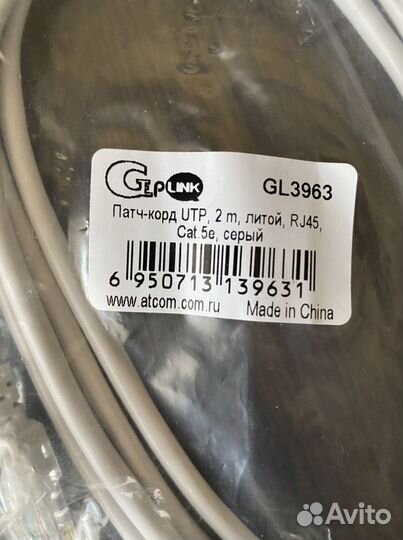 GLPLINK
GL3963
Патч-корд UTP, 2 m, литой, RJ45,
Cat.5e, серый
6 950713 139631
www.atcom.com.ru Made in China
Avito